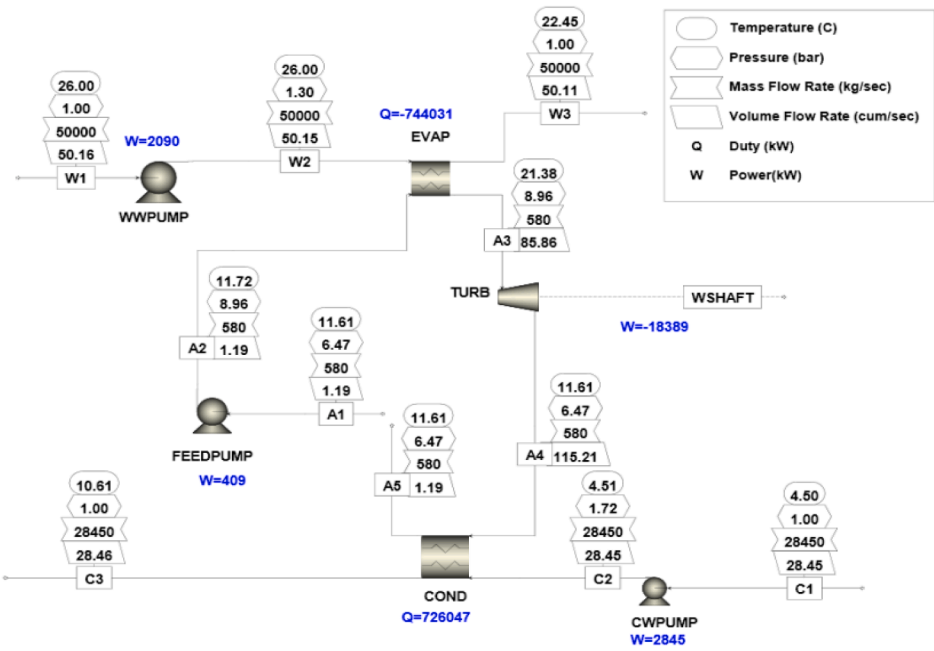 Temperature (C)
Pressure (bar)
Mass Flow Rate (kg/sec)
Volume Flow Rate (cum/sec)
Q Duty (kW)
W Power(kW)
26.00
1.00
50000
50.16
W1
W=2090
WWPUMP
26.00
1.30
50000
50.15
W2
Q=-744031
EVAP
22.45
1.00
50000
50.11
W3
21.38
8.96
580
A3 85.86
TURB
WSHAFT
W=-18389
11.72
8.96
580
A2 1.19
11.61
6.47
580
1.19
A1
FEEDPUMP
W=409
11.61
6.47
580
A5 1.19
11.61
6.47
580
A4 115.21
10.61
1.00
28450
28.46
C3
COND
Q=726047
4.51
1.72
28450
28.45
C2
4.50
1.00
28450
28.45
C1
CWPUMP
W=2845